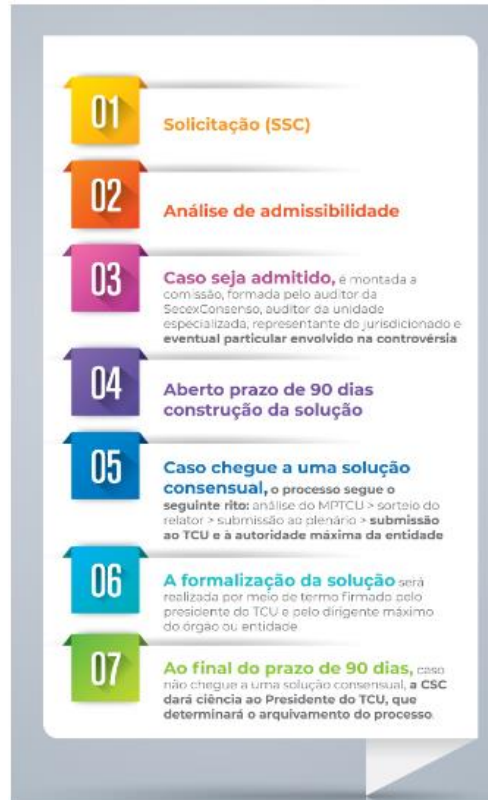 01
Solicitação (SSC)
02
Análise de admissibilidade
03
Caso seja admitido, é montada a
comissão, formada pelo auditor da
SecexConsenso, auditor da unidade
especializada, representante do jurisdicionado e
eventual particular envolvido na controvérsia
04
Aberto prazo de 90 dias
construção da solução
05
Caso chegue a uma solução
consensual, o processo segue o
seguinte rito: análise do MPTCU > sorteio do
relator > submissão ao plenário > submissão
ao TCU e à autoridade máxima da entidade
06
A formalização da solução será
realizada por meio de termo firmado pelo
presidente do TCU e pelo dirigente máximo
do órgão ou entidade
07
Ao final do prazo de 90 dias, caso
não chegue a uma solução consensual, a CSC
dará ciência ao Presidente do TCU, que
determinará o arquivamento do processo.